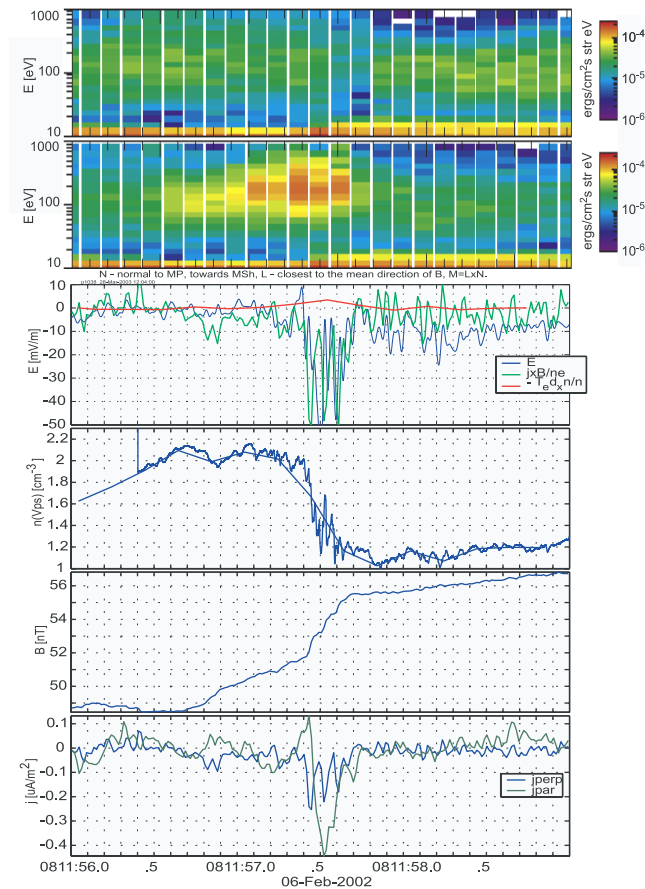 1000
E [eV]
100
10
ergs/cm²s str eV
10⁻⁴
10⁻⁵
10⁻⁶
1000
E [eV]
100
10
ergs/cm²s str eV
10⁻⁴
10⁻⁵
10⁻⁶
N - normal to MP, towards MSh, L - closest to the mean direction of B, M=LxN.
E [mV/m]
10
0
-10
-20
-30
-40
-50
E
jxB/ne
- T_e d_x n/n
n(Vps) [cm⁻³]
2.2
2
1.8
1.6
1.4
1.2
1
B [nT]
56
54
52
50
j [uA/m²]
0.1
0
-0.1
-0.2
-0.3
-0.4
jperp
jpar
0811:56.0
.5
0811:57.0
.5
0811:58.0
.5
06-Feb-2002